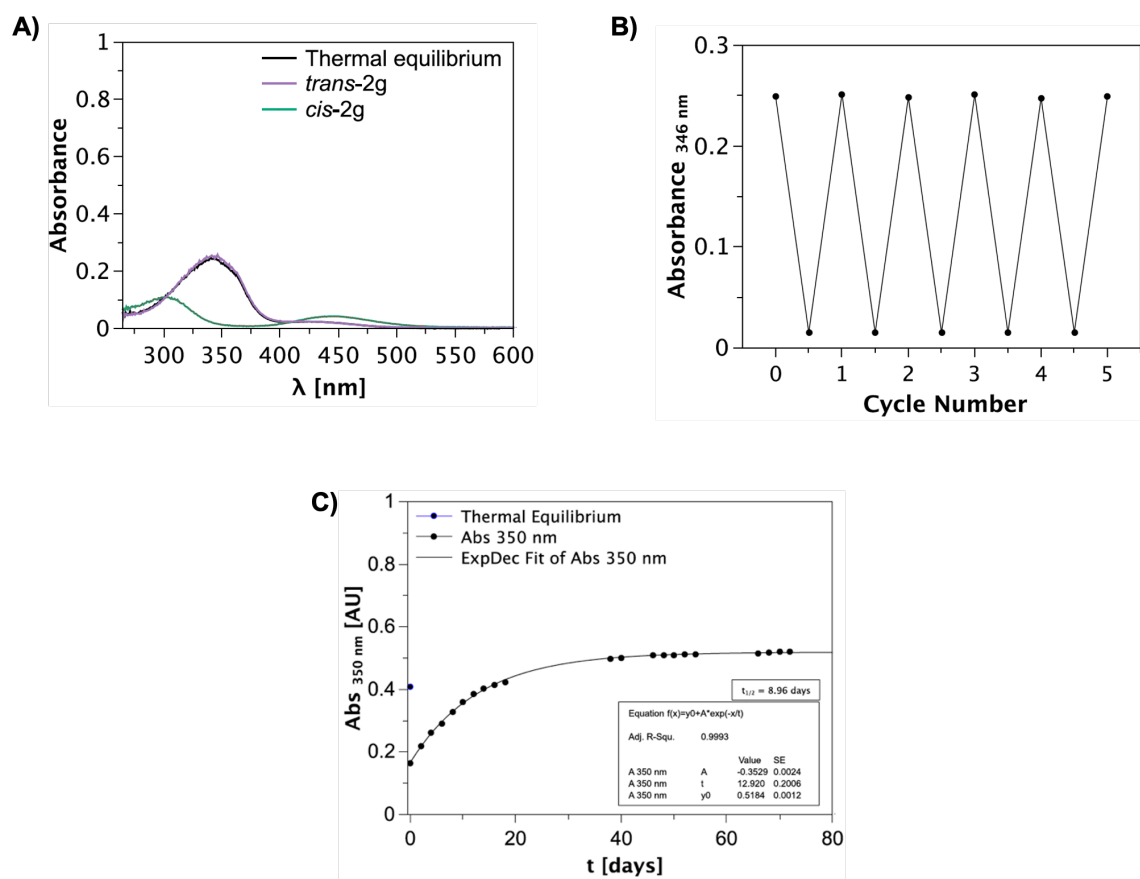 A)
1
0.8
0.6
0.4
0.2
0
Absorbance
Thermal equilibrium
trans-2g
cis-2g
300 350 400 450 500 550 600
λ [nm]
B)
0.3
0.2
0.1
0
Absorbance 346 nm
0 1 2 3 4 5
Cycle Number
C)
1
0.8
0.6
0.4
0.2
0
Abs 350 nm [AU]
Thermal Equilibrium
Abs 350 nm
ExpDec Fit of Abs 350 nm
t1/2 = 8.96 days
Equation f(x)=y0+A*exp(-x/t)
Adj. R-Squ. 0.9993
Value SE
A 350 nm A -0.3529 0.0024
A 350 nm t 12.920 0.2006
A 350 nm y0 0.5184 0.0012
0 20 40 60 80
t [days]